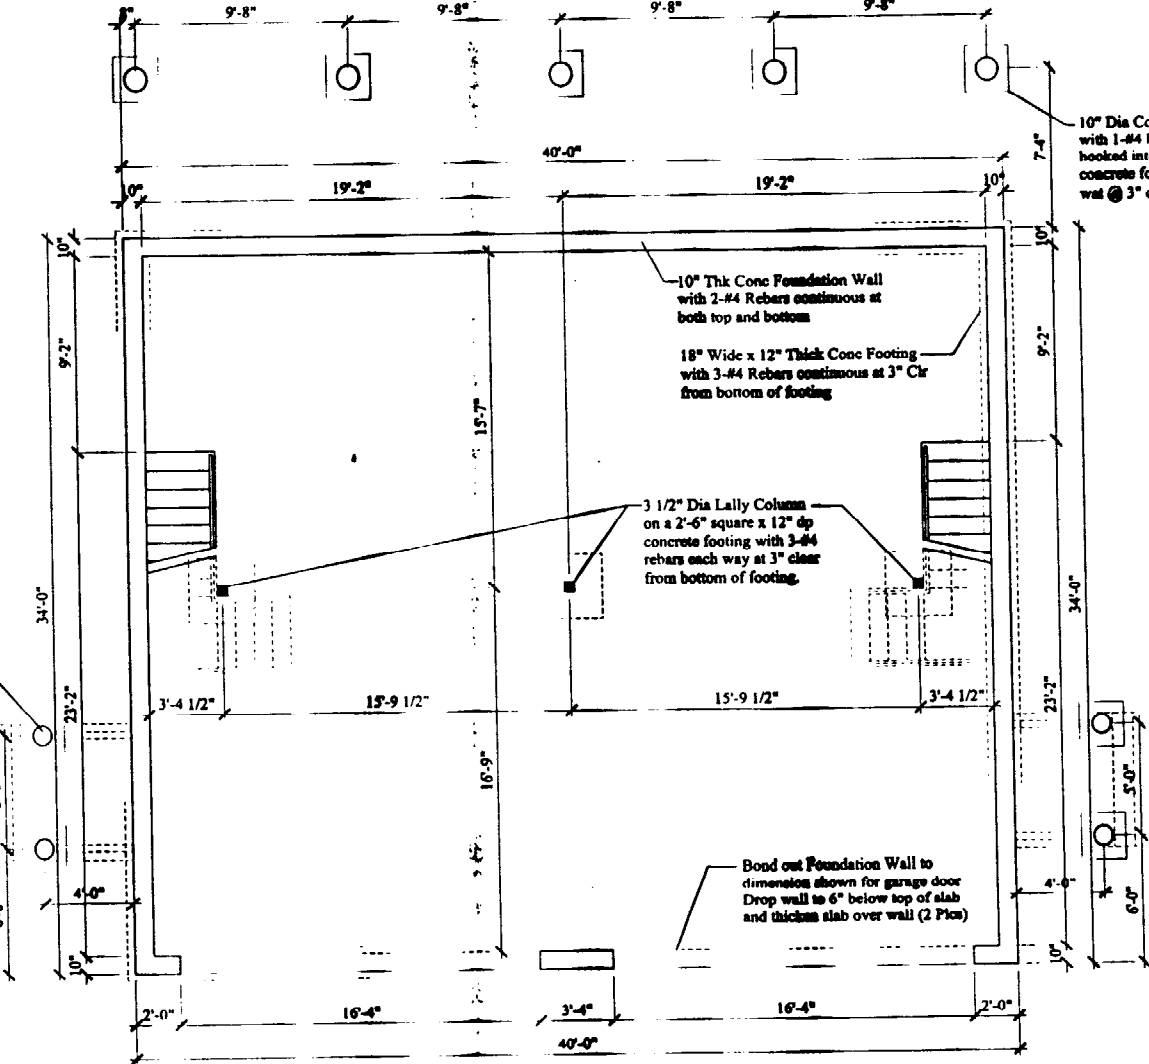 8"
9'-8"
9'-8"
9'-8"
9'-8"
10" Dia
with 1-#4
hooked
concrete
@ 3"
7'-4"
40'-0"
10"
19'-2"
19'-2"
10"
10"
10"
10" Thk Conc Foundation Wall
with 2-#4 Rebars continuous at
both top and bottom
9'-2"
9'-2"
18" Wide x 12" Thick Conc Footing
with 3-#4 Rebars continuous at 3" Clr
from bottom of footing
15'-7"
3 1/2" Dia Lally Column
on a 2'-6" square x 12" dp
concrete footing with 3-#4
rebars each way at 3" clear
from bottom of footing.
34'-0"
34'-0"
3'-4 1/2"
15'-9 1/2"
15'-9 1/2"
3'-4 1/2"
23'-2"
23'-2"
16'-9"
5'-0"
Bond out Foundation Wall to
dimension shown for garage door
Drop wall to 6" below top of slab
and thicken slab over wall (2 Plcs)
4'-0"
4'-0"
6'-0"
10"
10"
2'-0"
16'-4"
3'-4"
16'-4"
2'-0"
40'-0"